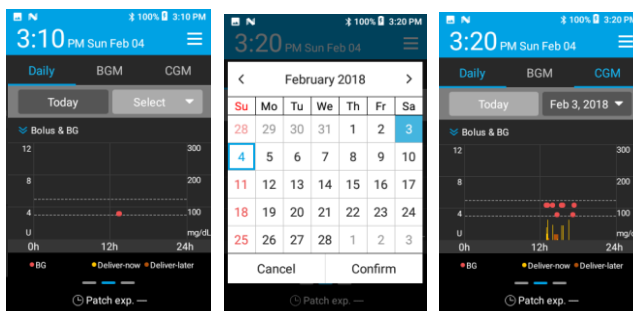 100% 3:10 PM
3:10 PM Sun Feb 04
Daily BGM CGM
Today Select
Bolus & BG
12 300
8 200
4 100
U mg/dL
0h 12h 24h
BG Deliver-now Deliver-later
Patch exp. —
100% 3:20 PM
3:20 PM Sun Feb 04
February 2018
Su Mo Tu We Th Fr Sa
28 29 30 31 1 2 3
4 5 6 7 8 9 10
11 12 13 14 15 16 17
18 19 20 21 22 23 24
25 26 27 28 1 2 3
Cancel Confirm
Patch exp. —
100% 3:20 PM
3:20 PM Sun Feb 04
Daily BGM CGM
Today Feb 3, 2018
Bolus & BG
12 300
8 200
4 100
U mg/
0h 12h 24h
BG Deliver-now Deliver-later
Patch exp. —